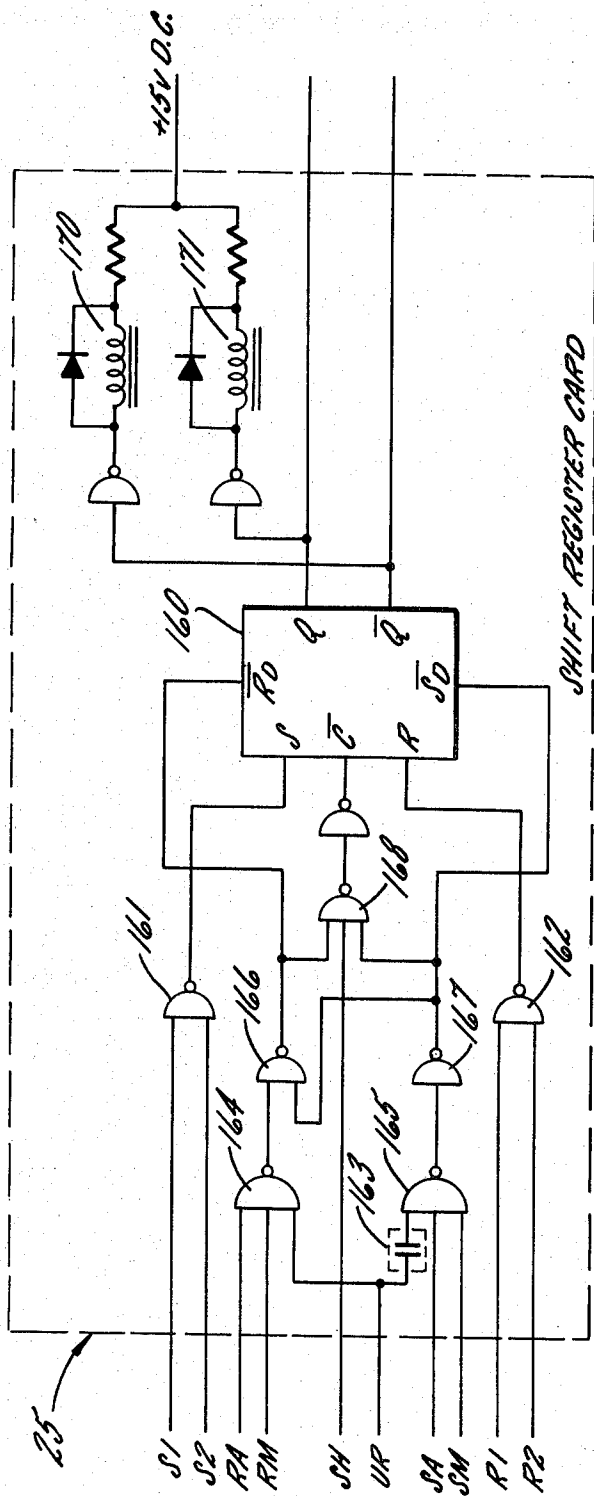 25
S1
S2
RA
RM
SH
UR
SA
SM
R1
R2
161
164
166
163
165
167
168
162
160
R̅D̅
S
C̅
R
S̅D̅
Q
Q̅
170
171
+15V D.C.
SHIFT REGISTER CARD